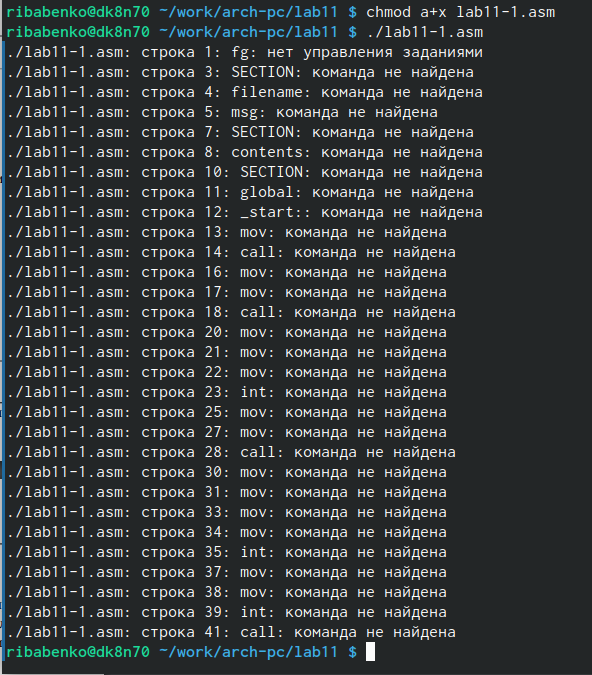 ribabenko@dk8n70 ~/work/arch-pc/lab11 $ chmod a+x lab11-1.asm
ribabenko@dk8n70 ~/work/arch-pc/lab11 $ ./lab11-1.asm
./lab11-1.asm: строка 1: fg: нет управления заданиями
./lab11-1.asm: строка 3: SECTION: команда не найдена
./lab11-1.asm: строка 4: filename: команда не найдена
./lab11-1.asm: строка 5: msg: команда не найдена
./lab11-1.asm: строка 7: SECTION: команда не найдена
./lab11-1.asm: строка 8: contents: команда не найдена
./lab11-1.asm: строка 10: SECTION: команда не найдена
./lab11-1.asm: строка 11: global: команда не найдена
./lab11-1.asm: строка 12: _start:: команда не найдена
./lab11-1.asm: строка 13: mov: команда не найдена
./lab11-1.asm: строка 14: call: команда не найдена
./lab11-1.asm: строка 16: mov: команда не найдена
./lab11-1.asm: строка 17: mov: команда не найдена
./lab11-1.asm: строка 18: call: команда не найдена
./lab11-1.asm: строка 20: mov: команда не найдена
./lab11-1.asm: строка 21: mov: команда не найдена
./lab11-1.asm: строка 22: mov: команда не найдена
./lab11-1.asm: строка 23: int: команда не найдена
./lab11-1.asm: строка 25: mov: команда не найдена
./lab11-1.asm: строка 27: mov: команда не найдена
./lab11-1.asm: строка 28: call: команда не найдена
./lab11-1.asm: строка 30: mov: команда не найдена
./lab11-1.asm: строка 31: mov: команда не найдена
./lab11-1.asm: строка 33: mov: команда не найдена
./lab11-1.asm: строка 34: mov: команда не найдена
./lab11-1.asm: строка 35: int: команда не найдена
./lab11-1.asm: строка 37: mov: команда не найдена
./lab11-1.asm: строка 38: mov: команда не найдена
./lab11-1.asm: строка 39: int: команда не найдена
./lab11-1.asm: строка 41: call: команда не найдена
ribabenko@dk8n70 ~/work/arch-pc/lab11 $